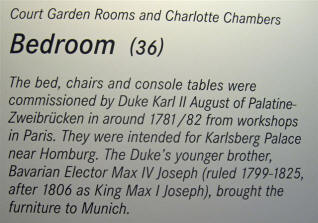 Court Garden Rooms and Charlotte Chambers
Bedroom (36)
The bed, chairs and console tables were
commissioned by Duke Karl II August of Palatine-
Zweibrücken in around 1781/82 from workshops
in Paris. They were intended for Karlsberg Palace
near Homburg. The Duke's younger brother,
Bavarian Elector Max IV Joseph (ruled 1799-1825,
after 1806 as King Max I Joseph), brought the
furniture to Munich.